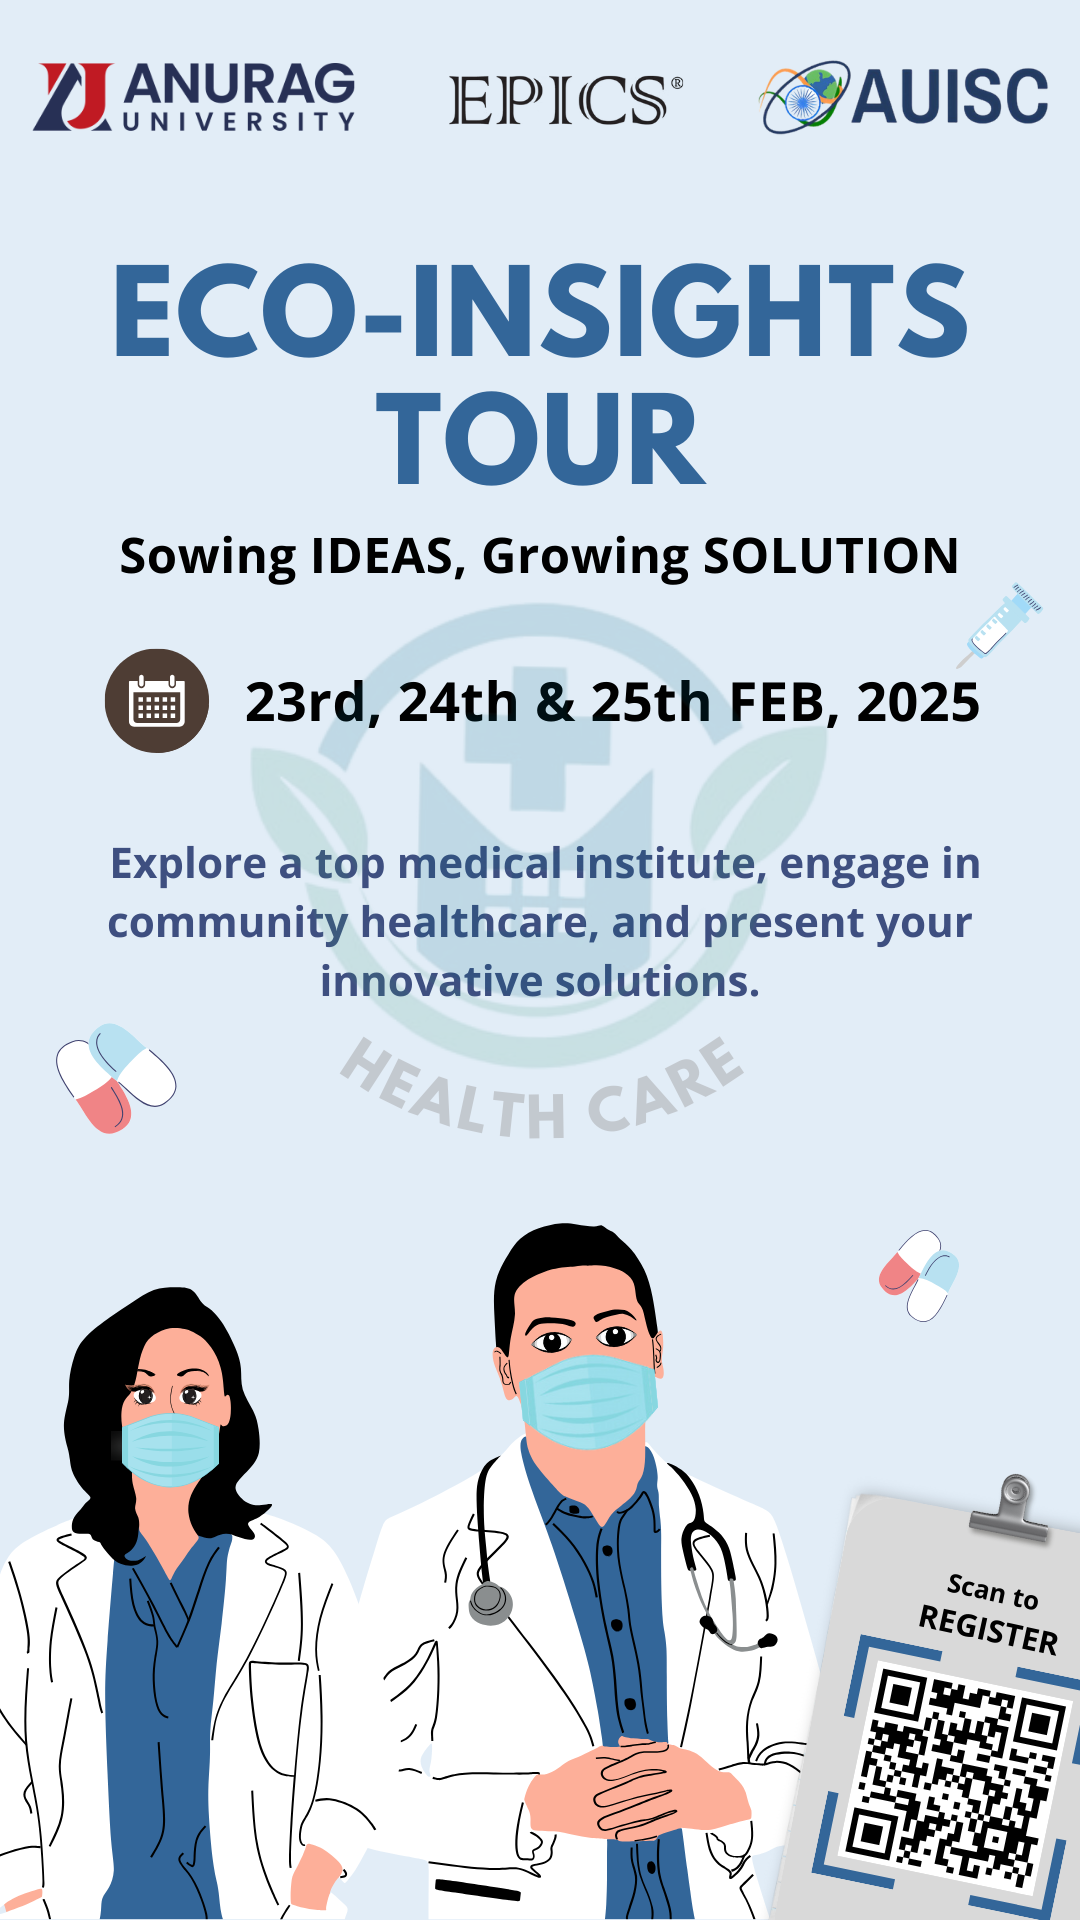 ANURAG
UNIVERSITY
EPICS®
AUISC
ECO-INSIGHTS
TOUR
Sowing IDEAS, Growing SOLUTION
23rd, 24th & 25th FEB, 2025
Explore a top medical institute, engage in
community healthcare, and present your
innovative solutions.
HEALTH CARE
Scan to
REGISTER